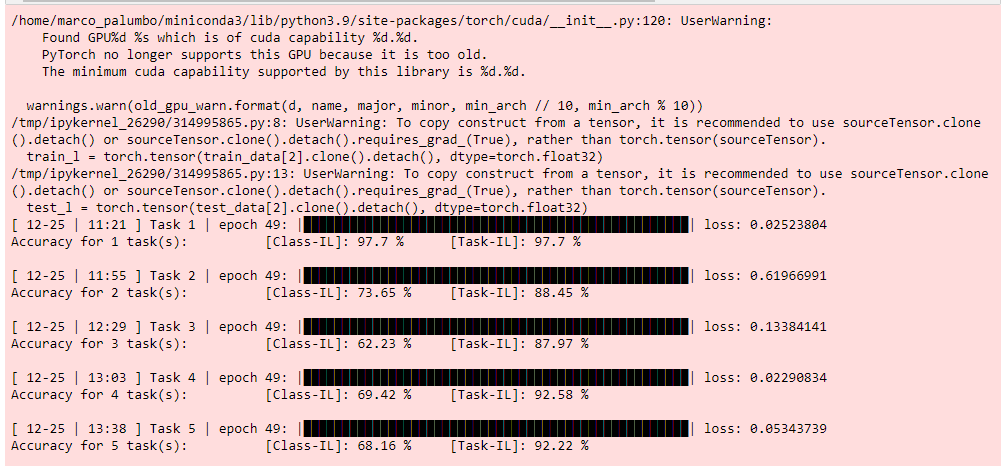 /home/marco_palumbo/miniconda3/lib/python3.9/site-packages/torch/cuda/__init__.py:120: UserWarning:
    Found GPU%d %s which is of cuda capability %d.%d.
    PyTorch no longer supports this GPU because it is too old.
    The minimum cuda capability supported by this library is %d.%d.
  warnings.warn(old_gpu_warn.format(d, name, major, minor, min_arch // 10, min_arch % 10))
/tmp/ipykernel_26290/314995865.py:8: UserWarning: To copy construct from a tensor, it is recommended to use sourceTensor.clone
().detach() or sourceTensor.clone().detach().requires_grad_(True), rather than torch.tensor(sourceTensor).
  train_l = torch.tensor(train_data[2].clone().detach(), dtype=torch.float32)
/tmp/ipykernel_26290/314995865.py:13: UserWarning: To copy construct from a tensor, it is recommended to use sourceTensor.clone
().detach() or sourceTensor.clone().detach().requires_grad_(True), rather than torch.tensor(sourceTensor).
  test_l = torch.tensor(test_data[2].clone().detach(), dtype=torch.float32)
[ 12-25 | 11:21 ] Task 1 | epoch 49: | | loss: 0.02523804
Accuracy for 1 task(s):          [Class-IL]: 97.7 %      [Task-IL]: 97.7 %
[ 12-25 | 11:55 ] Task 2 | epoch 49: | | loss: 0.61966991
Accuracy for 2 task(s):          [Class-IL]: 73.65 %     [Task-IL]: 88.45 %
[ 12-25 | 12:29 ] Task 3 | epoch 49: | | loss: 0.13384141
Accuracy for 3 task(s):          [Class-IL]: 62.23 %     [Task-IL]: 87.97 %
[ 12-25 | 13:03 ] Task 4 | epoch 49: | | loss: 0.02290834
Accuracy for 4 task(s):          [Class-IL]: 69.42 %     [Task-IL]: 92.58 %
[ 12-25 | 13:38 ] Task 5 | epoch 49: | | loss: 0.05343739
Accuracy for 5 task(s):          [Class-IL]: 68.16 %     [Task-IL]: 92.22 %